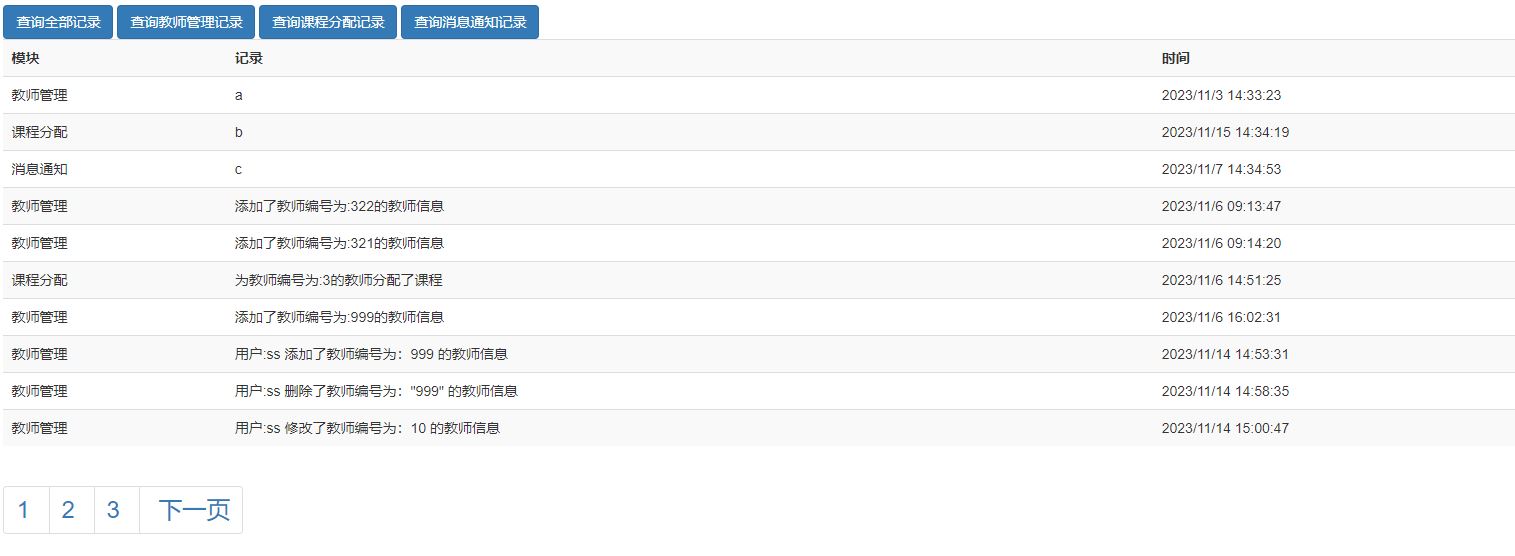 查询全部记录 查询教师管理记录 查询课程分配记录 查询消息通知记录
模块 记录 时间
教师管理 a 2023/11/3 14:33:23
课程分配 b 2023/11/15 14:34:19
消息通知 c 2023/11/7 14:34:53
教师管理 添加了教师编号为:322的教师信息 2023/11/6 09:13:47
教师管理 添加了教师编号为:321的教师信息 2023/11/6 09:14:20
课程分配 为教师编号为:3的教师分配了课程 2023/11/6 14:51:25
教师管理 添加了教师编号为:999的教师信息 2023/11/6 16:02:31
教师管理 用户:ss 添加了教师编号为：999 的教师信息 2023/11/14 14:53:31
教师管理 用户:ss 删除了教师编号为："999" 的教师信息 2023/11/14 14:58:35
教师管理 用户:ss 修改了教师编号为：10 的教师信息 2023/11/14 15:00:47
1 2 3 下一页